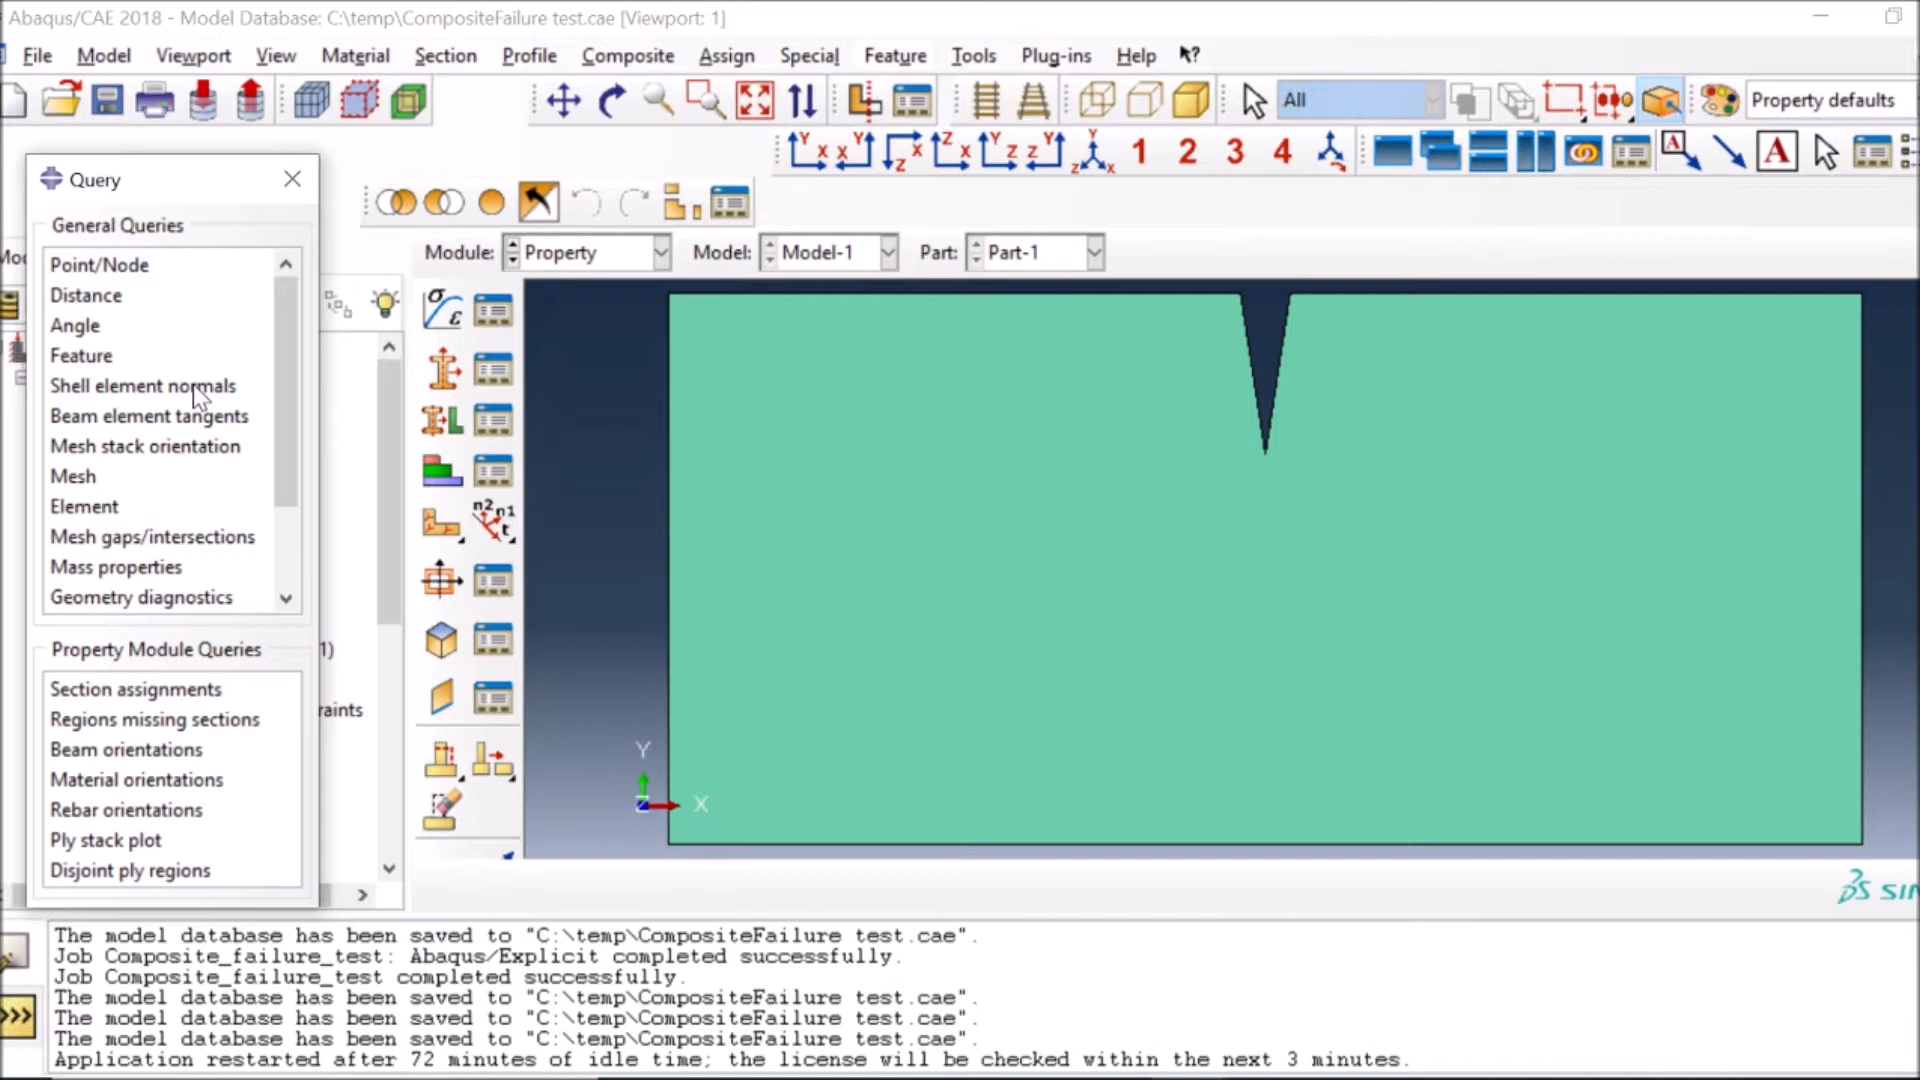 Abaqus/CAE 2018 - Model Database: C:\temp\CompositeFailure test.cae [Viewport: 1]
File Model Viewport View Material Section Profile Composite Assign Special Feature Tools Plug-ins Help
All
Property defaults
1 2 3 4
A
A
Query
General Queries
Point/Node
Distance
Angle
Feature
Shell element normals
Beam element tangents
Mesh stack orientation
Mesh
Element
Mesh gaps/intersections
Mass properties
Geometry diagnostics
Property Module Queries
Section assignments
Regions missing sections
Beam orientations
Material orientations
Rebar orientations
Ply stack plot
Disjoint ply regions
1)
raints
Module: Property Model: Model-1 Part: Part-1
σ
ε
n2 n1
t
Y
X
The model database has been saved to "C:\temp\CompositeFailure test.cae".
Job Composite_failure_test: Abaqus/Explicit completed successfully.
Job Composite_failure_test completed successfully.
The model database has been saved to "C:\temp\CompositeFailure test.cae".
The model database has been saved to "C:\temp\CompositeFailure test.cae".
The model database has been saved to "C:\temp\CompositeFailure test.cae".
Application restarted after 72 minutes of idle time; the license will be checked within the next 3 minutes.
>>>